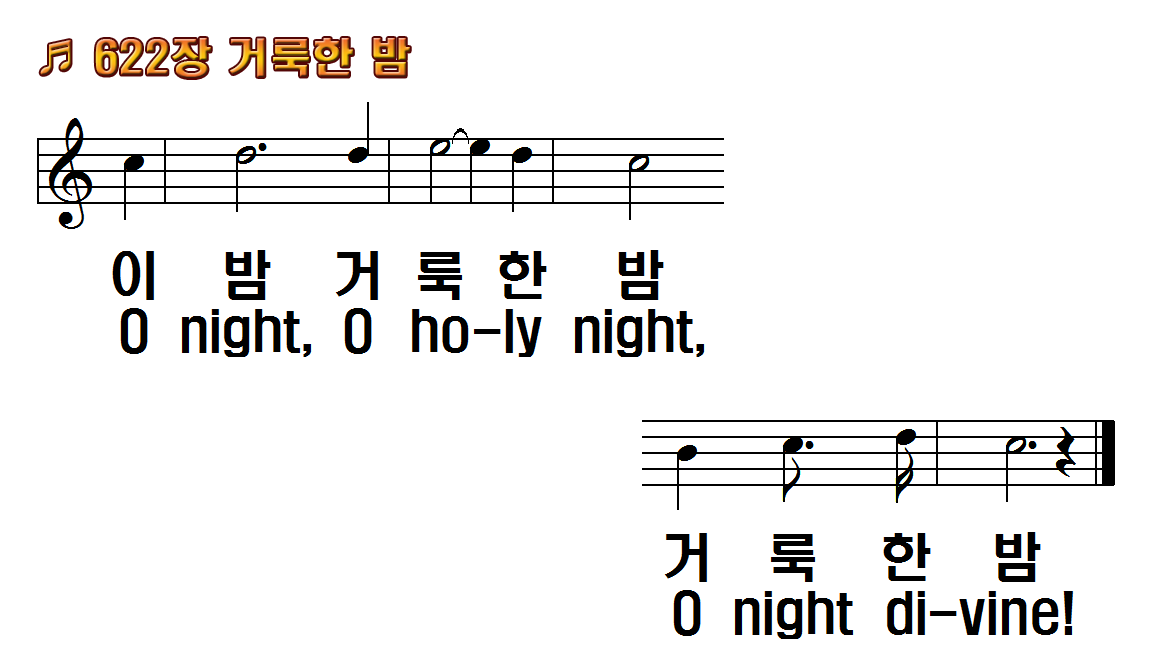 ♬ 622장 거룩한 밤
이 밤 거 룩 한 밤
O night, O ho-ly night,
거 룩 한 밤
O night di-vine!